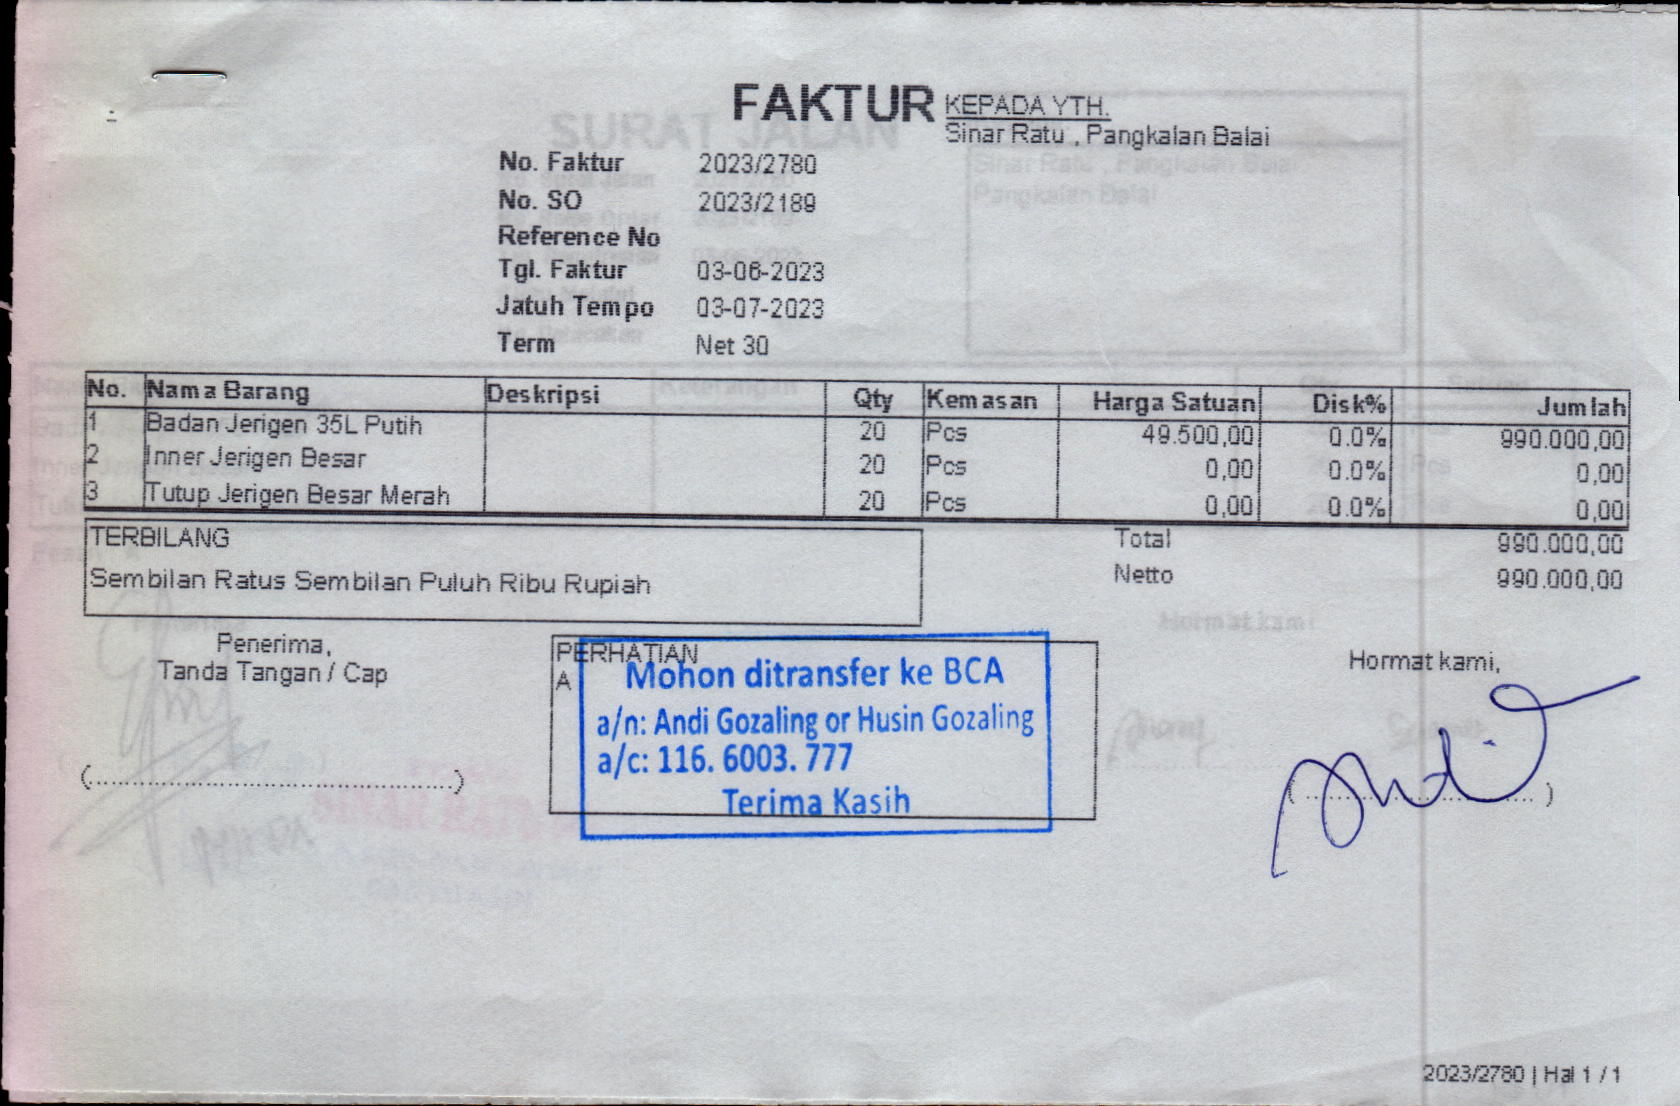 FAKTUR
KEPADA YTH.
Sinar Ratu , Pangkalan Balai
No. Faktur 2023/2780
No. SO 2023/2189
Reference No
Tgl. Faktur 03-06-2023
Jatuh Tempo 03-07-2023
Term Net 30
No. Nama Barang Deskripsi Qty Kemasan Harga Satuan Disk% Jumlah
1 Badan Jerigen 35L Putih 20 Pcs 49.500,00 0.0% 990.000,00
2 Inner Jerigen Besar 20 Pcs 0,00 0.0% 0,00
3 Tutup Jerigen Besar Merah 20 Pcs 0,00 0.0% 0,00
TERBILANG
Sembilan Ratus Sembilan Puluh Ribu Rupiah
Total 990.000,00
Netto 990.000,00
Penerima,
Tanda Tangan / Cap
(..........................................................)
PERHATIAN
A
Mohon ditransfer ke BCA
a/n: Andi Gozaling or Husin Gozaling
a/c: 116. 6003. 777
Terima Kasih
Hormat kami,
2023/2780 | Hal 1 / 1